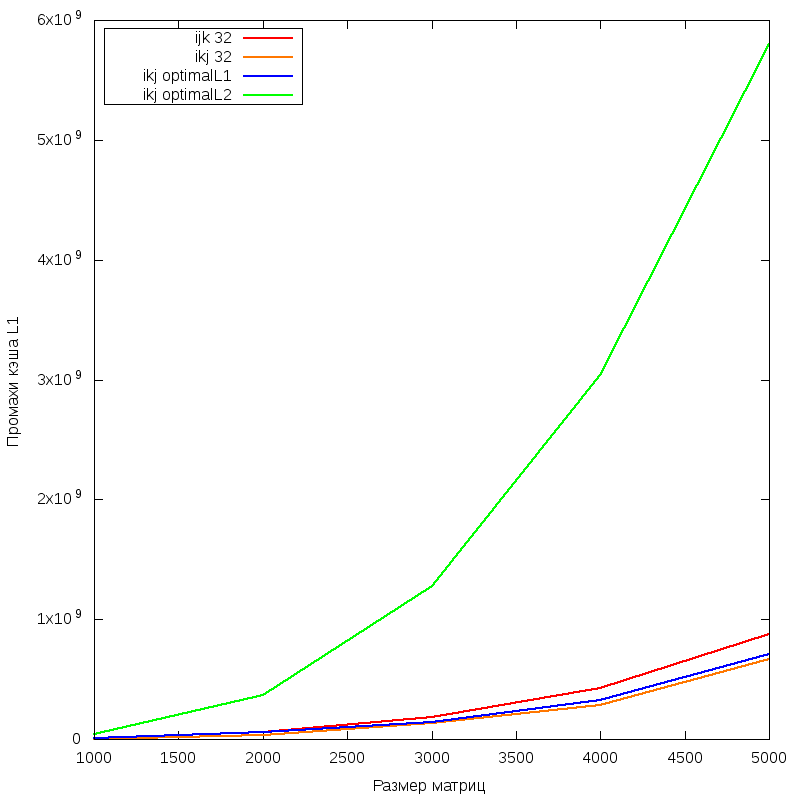 6x10^9
5x10^9
4x10^9
3x10^9
2x10^9
1x10^9
0
Промахи кэша L1
ijk 32
ikj 32
ikj optimalL1
ikj optimalL2
1000 1500 2000 2500 3000 3500 4000 4500 5000
Размер матриц